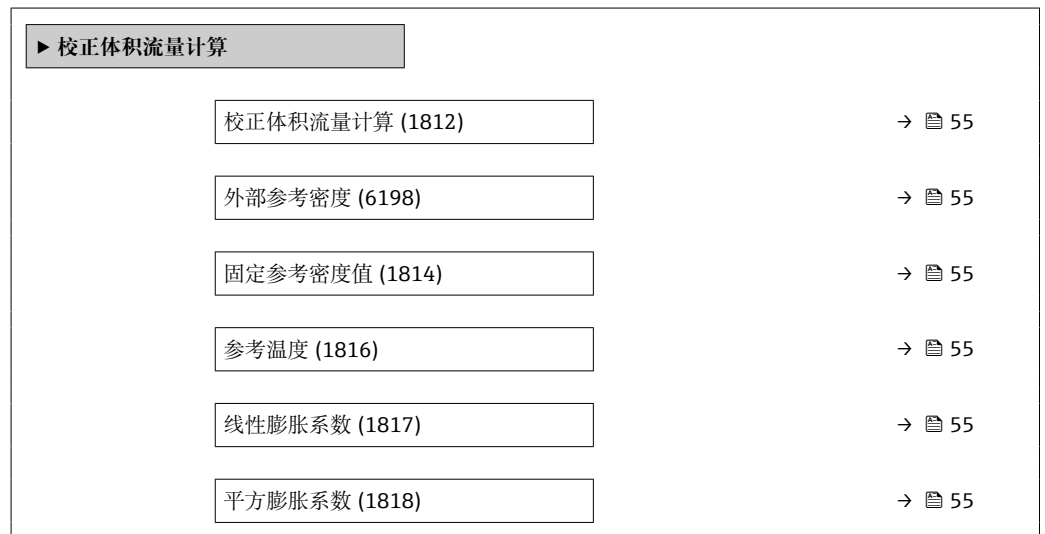 ▶ 校正体积流量计算
校正体积流量计算 (1812) → 🖺 55
外部参考密度 (6198) → 🖺 55
固定参考密度值 (1814) → 🖺 55
参考温度 (1816) → 🖺 55
线性膨胀系数 (1817) → 🖺 55
平方膨胀系数 (1818) → 🖺 55